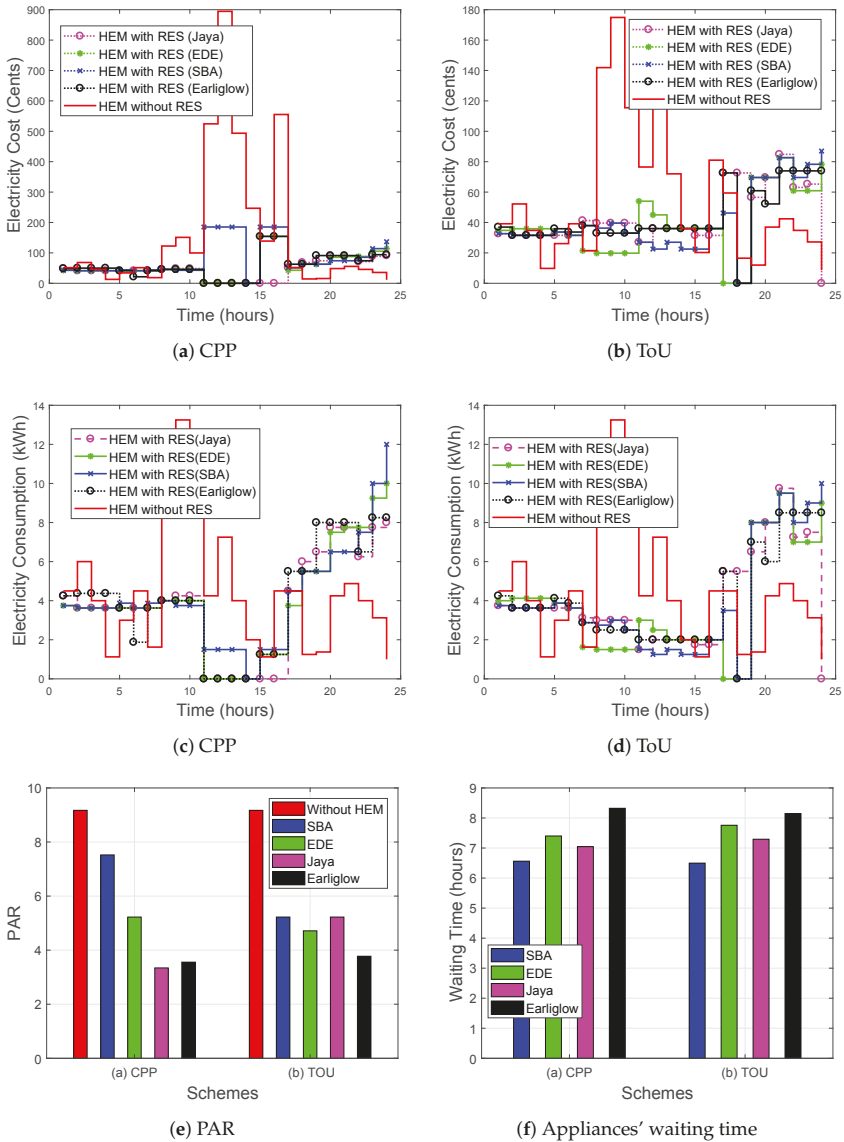 900
800
700
600
500
400
300
200
100
0
Electricity Cost (Cents)
HEM with RES (Jaya)
HEM with RES (EDE)
HEM with RES (SBA)
HEM with RES (Earliglow)
HEM without RES
0 5 10 15 20 25
Time (hours)
(a) CPP
180
160
140
120
100
80
60
40
20
0
Electricity Cost (cents)
HEM with RES (Jaya)
HEM with RES (EDE)
HEM with RES (SBA)
HEM with RES (Earliglow)
HEM without RES
0 5 10 15 20 25
Time (hours)
(b) ToU
14
12
10
8
6
4
2
0
Electricity Consumption (kWh)
HEM with RES(Jaya)
HEM with RES(EDE)
HEM with RES(SBA)
HEM with RES(Earliglow)
HEM without RES
0 5 10 15 20 25
Time (hours)
(c) CPP
14
12
10
8
6
4
2
0
Electricity Consumption (kWh)
HEM with RES(Jaya)
HEM with RES(EDE)
HEM with RES(SBA)
HEM with RES(Earliglow)
HEM without RES
0 5 10 15 20 25
Time (hours)
(d) ToU
10
8
6
4
2
0
PAR
Without HEM
SBA
EDE
Jaya
Earliglow
(a) CPP (b) TOU
Schemes
(e) PAR
9
8
7
6
5
4
3
2
1
0
Waiting Time (hours)
SBA
EDE
Jaya
Earliglow
(a) CPP (b) TOU
Schemes
(f) Appliances’ waiting time